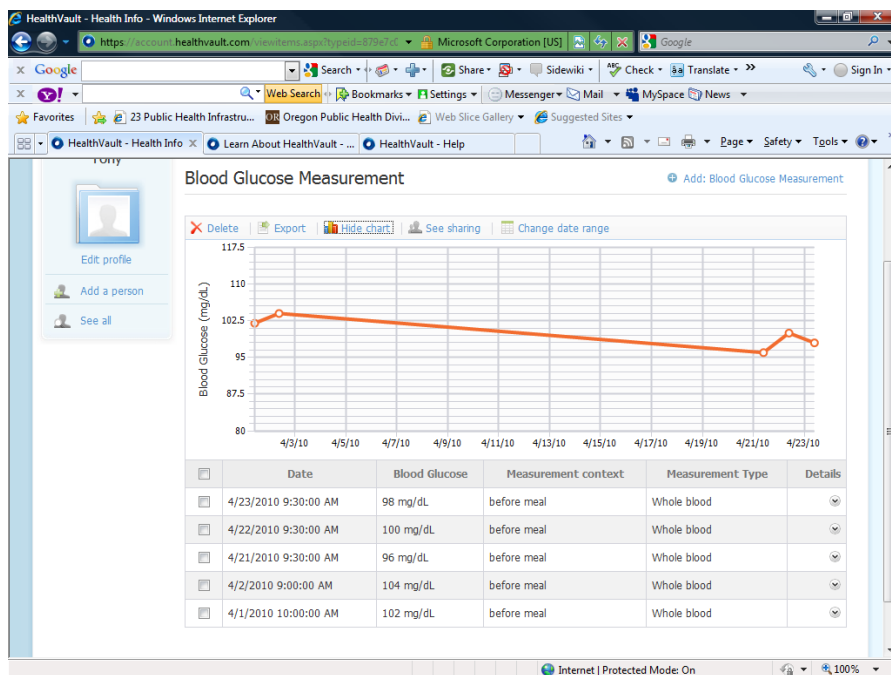 HealthVault - Health Info - Windows Internet Explorer
https://account.healthvault.com/viewitems.aspx?typeid=879e7c Microsoft Corporation [US] Google
x Google Search Share Sidewiki Check Translate >> Sign In
x Y! Web Search Bookmarks Settings Messenger Mail MySpace News
Favorites 23 Public Health Infrastru... OR Oregon Public Health Divi... Web Slice Gallery Suggested Sites
HealthVault - Health Info x Learn About HealthVault - ... HealthVault - Help Page Safety Tools
Tony
Blood Glucose Measurement Add: Blood Glucose Measurement
Delete Export Hide chart See sharing Change date range
Edit profile
Add a person
See all
Blood Glucose (mg/dL)
117.5
110
102.5
95
87.5
80
4/3/10 4/5/10 4/7/10 4/9/10 4/11/10 4/13/10 4/15/10 4/17/10 4/19/10 4/21/10 4/23/10
Date Blood Glucose Measurement context Measurement Type Details
4/23/2010 9:30:00 AM 98 mg/dL before meal Whole blood
4/22/2010 9:30:00 AM 100 mg/dL before meal Whole blood
4/21/2010 9:30:00 AM 96 mg/dL before meal Whole blood
4/2/2010 9:00:00 AM 104 mg/dL before meal Whole blood
4/1/2010 10:00:00 AM 102 mg/dL before meal Whole blood
Internet | Protected Mode: On 100%